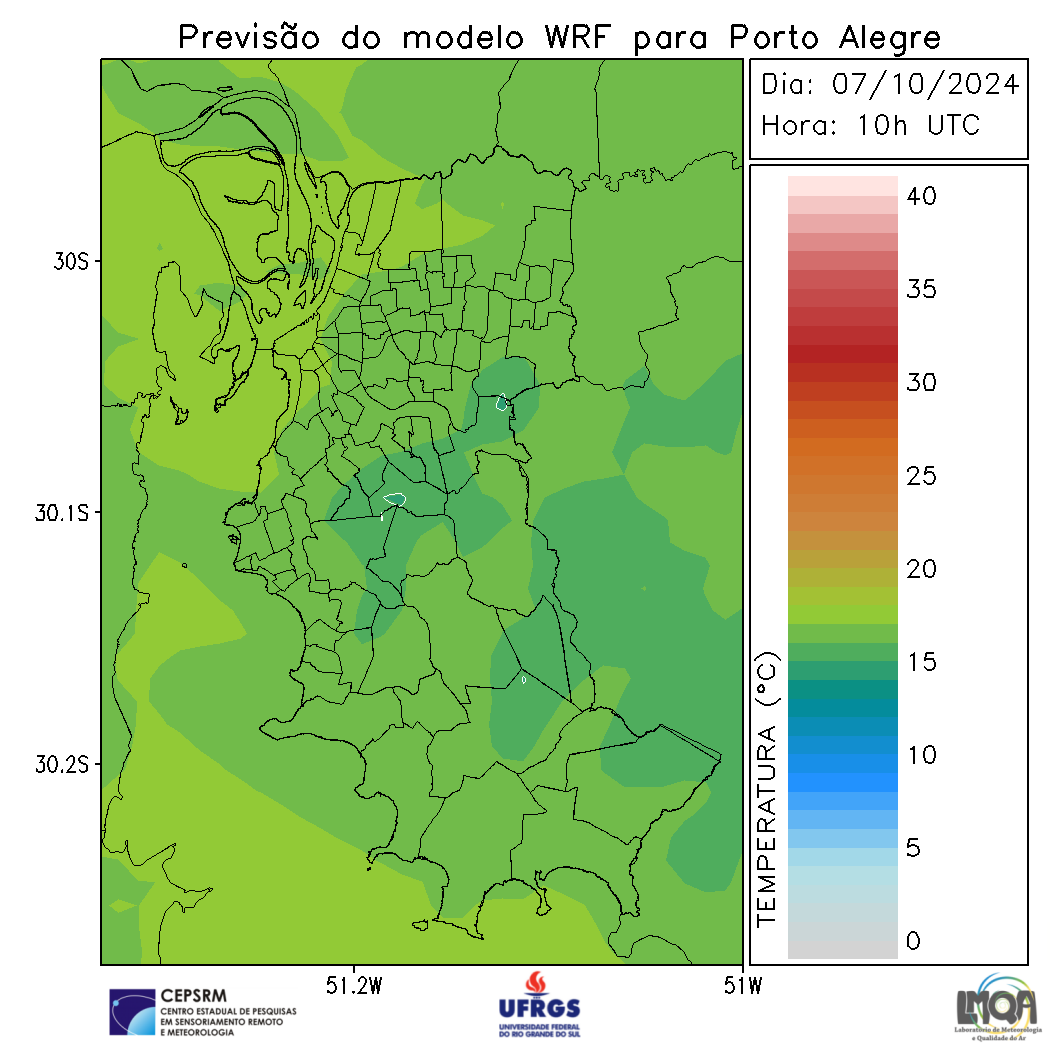 Previsão do modelo WRF para Porto Alegre
Dia: 07/10/2024
Hora: 10h UTC
40
35
30
25
20
15
10
5
0
TEMPERATURA (°C)
30S
30.1S
30.2S
51.2W
51W
CEPSRM
CENTRO ESTADUAL DE PESQUISAS
EM SENSORIAMENTO REMOTO
E METEOROLOGIA
UFRGS
UNIVERSIDADE FEDERAL
DO RIO GRANDE DO SUL
LMQA
Laboratório de Meteorologia
e Qualidade do Ar